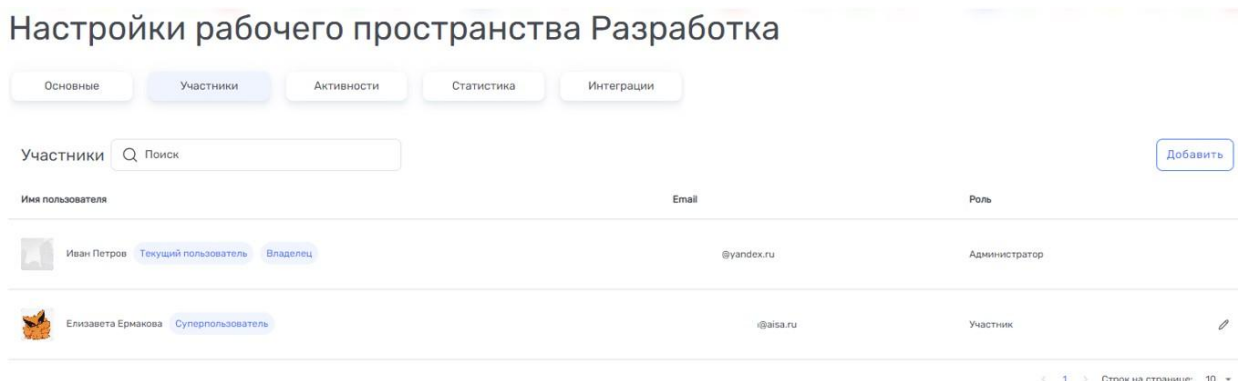 Настройки рабочего пространства Разработка
Основные Участники Активности Статистика Интеграции
Участники Поиск Добавить
Имя пользователя Email Роль
Иван Петров Текущий пользователь Владелец @yandex.ru Администратор
Елизавета Ермакова Суперпользователь @aisa.ru Участник
< 1 > Строк на странице: 10